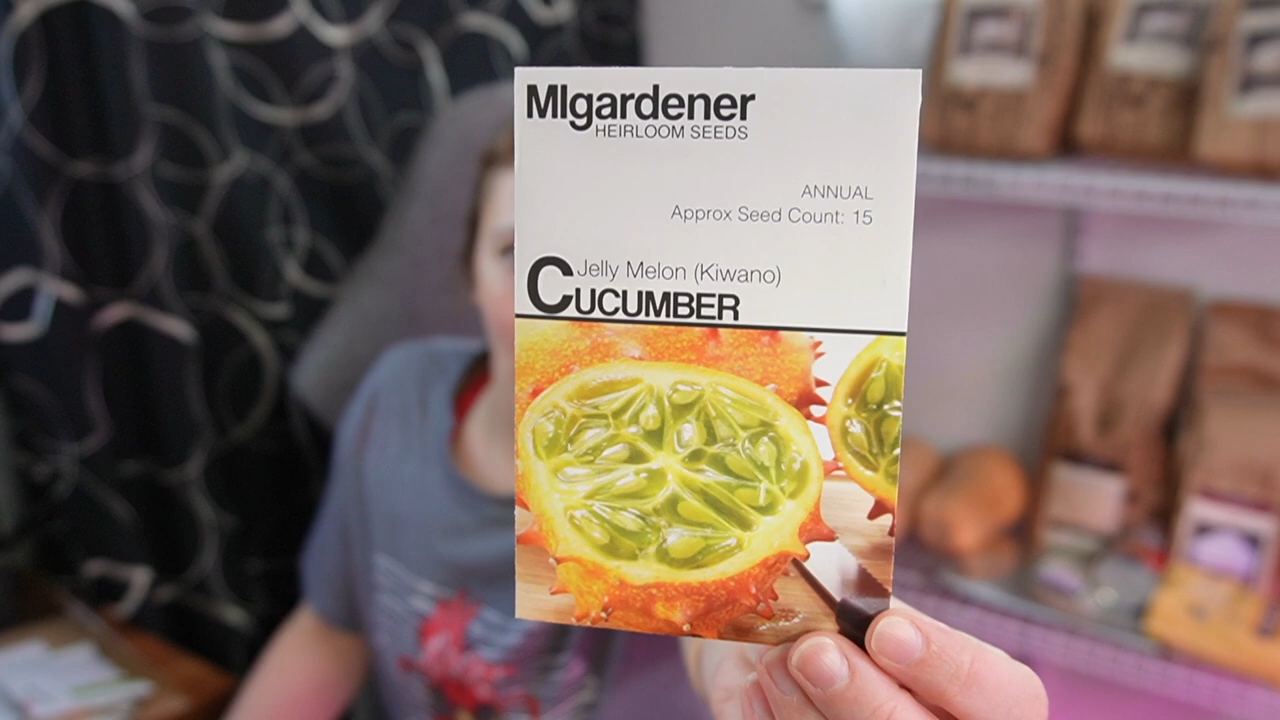 MIgardener
HEIRLOOM SEEDS
ANNUAL
Approx Seed Count: 15
Jelly Melon (Kiwano)
CUCUMBER